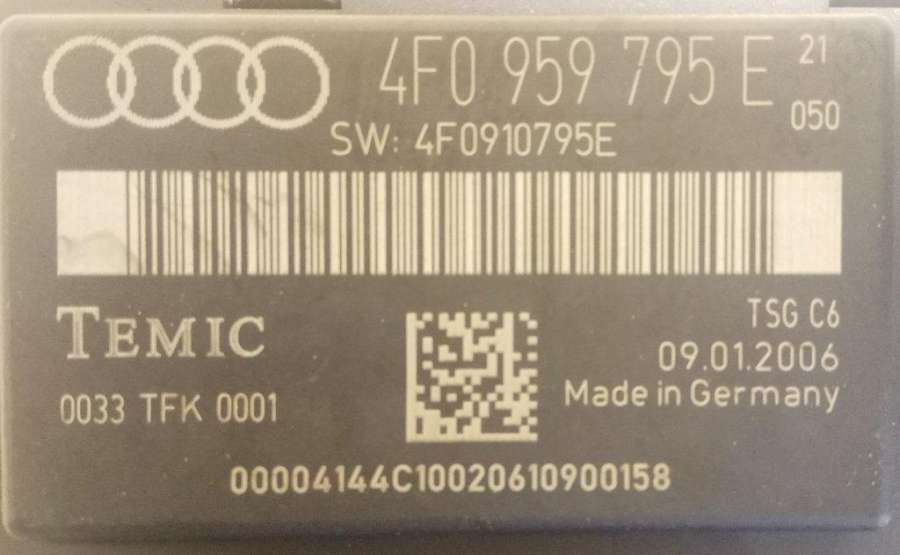 4F0 959 795 E 21
050
SW: 4F0910795E
TEMIC
TSG C6
09.01.2006
0033 TFK 0001
Made in Germany
00004144C10020610900158